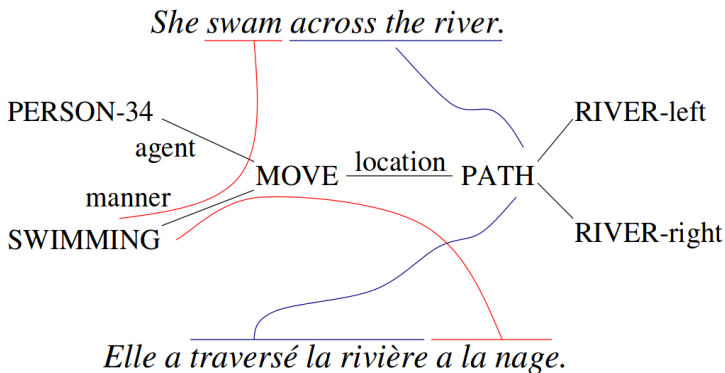 She swam across the river.
PERSON-34
RIVER-left
agent
location
MOVE
PATH
manner
SWIMMING
RIVER-right
Elle a traversé la rivière a la nage.